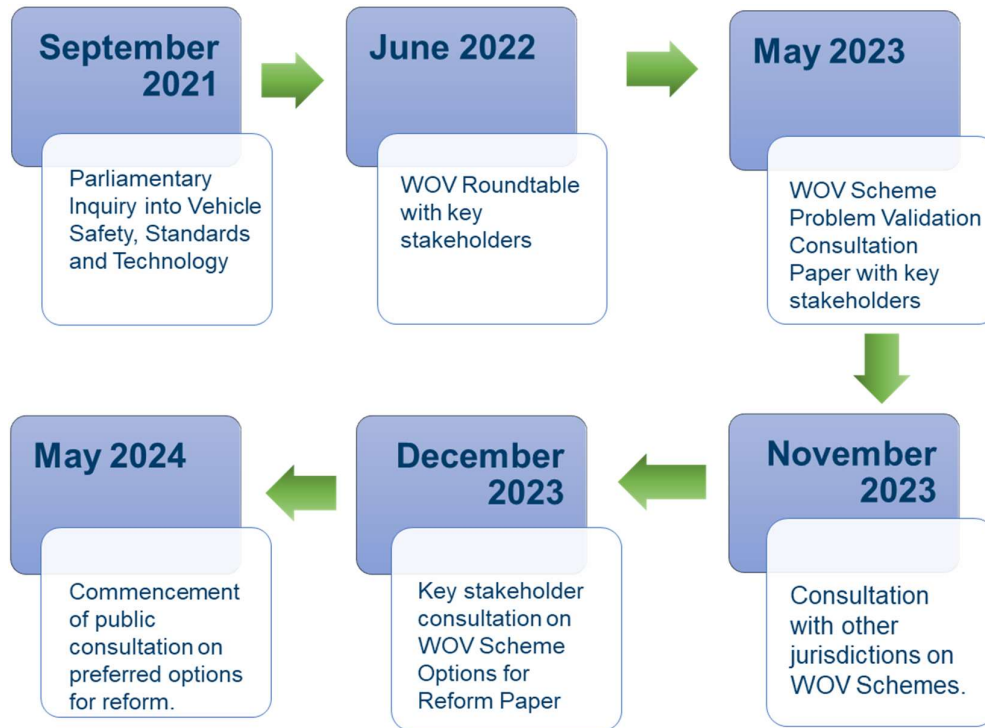 September
2021
Parliamentary
Inquiry into Vehicle
Safety, Standards
and Technology
June 2022
WOV Roundtable
with key
stakeholders
May 2023
WOV Scheme
Problem Validation
Consultation
Paper with key
stakeholders
November
2023
Consultation
with other
jurisdictions on
WOV Schemes.
December
2023
Key stakeholder
consultation on
WOV Scheme
Options for
Reform Paper
May 2024
Commencement
of public
consultation on
preferred options
for reform.